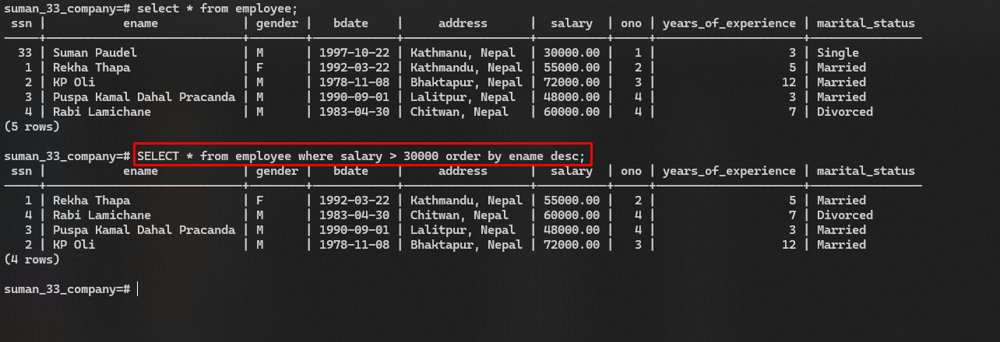 suman_33_company=# select * from employee;
 ssn |           ename            | gender |   bdate    |     address     |  salary  | ono | years_of_experience | marital_status
-----+----------------------------+--------+------------+-----------------+----------+-----+---------------------+----------------
  33 | Suman Paudel               | M      | 1997-10-22 | Kathmanu, Nepal  | 30000.00 |   1 |                   3 | Single
   1 | Rekha Thapa                | F      | 1992-03-22 | Kathmandu, Nepal | 55000.00 |   2 |                   5 | Married
   2 | KP Oli                     | M      | 1978-11-08 | Bhaktapur, Nepal | 72000.00 |   3 |                  12 | Married
   3 | Puspa Kamal Dahal Pracanda | M      | 1990-09-01 | Lalitpur, Nepal  | 48000.00 |   4 |                   3 | Married
   4 | Rabi Lamichane             | M      | 1983-04-30 | Chitwan, Nepal   | 60000.00 |   4 |                   7 | Divorced
(5 rows)
suman_33_company=# SELECT * from employee where salary > 30000 order by ename desc;
 ssn |           ename            | gender |   bdate    |     address     |  salary  | ono | years_of_experience | marital_status
-----+----------------------------+--------+------------+-----------------+----------+-----+---------------------+----------------
   1 | Rekha Thapa                | F      | 1992-03-22 | Kathmandu, Nepal | 55000.00 |   2 |                   5 | Married
   4 | Rabi Lamichane             | M      | 1983-04-30 | Chitwan, Nepal   | 60000.00 |   4 |                   7 | Divorced
   3 | Puspa Kamal Dahal Pracanda | M      | 1990-09-01 | Lalitpur, Nepal  | 48000.00 |   4 |                   3 | Married
   2 | KP Oli                     | M      | 1978-11-08 | Bhaktapur, Nepal | 72000.00 |   3 |                  12 | Married
(4 rows)
suman_33_company=#